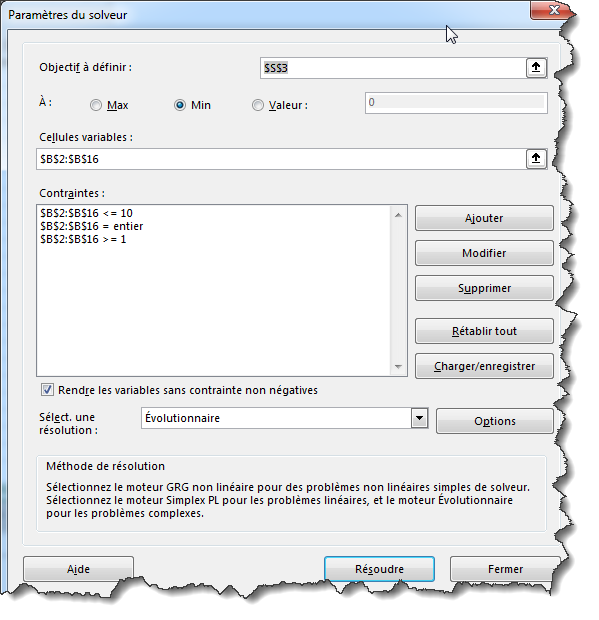 Paramètres du solveur
Objectif à définir : $S$3
À : Max Min Valeur : 0
Cellules variables :
$B$2:$B$16
Contraintes :
$B$2:$B$16 <= 10
$B$2:$B$16 = entier
$B$2:$B$16 >= 1
Ajouter
Modifier
Supprimer
Rétablir tout
Charger/enregistrer
Rendre les variables sans contrainte non négatives
Sélect. une
résolution :
Évolutionnaire
Options
Méthode de résolution
Sélectionnez le moteur GRG non linéaire pour des problèmes non linéaires simples de solveur.
Sélectionnez le moteur Simplex PL pour les problèmes linéaires, et le moteur Évolutionnaire
pour les problèmes complexes.
Aide
Résoudre
Fermer